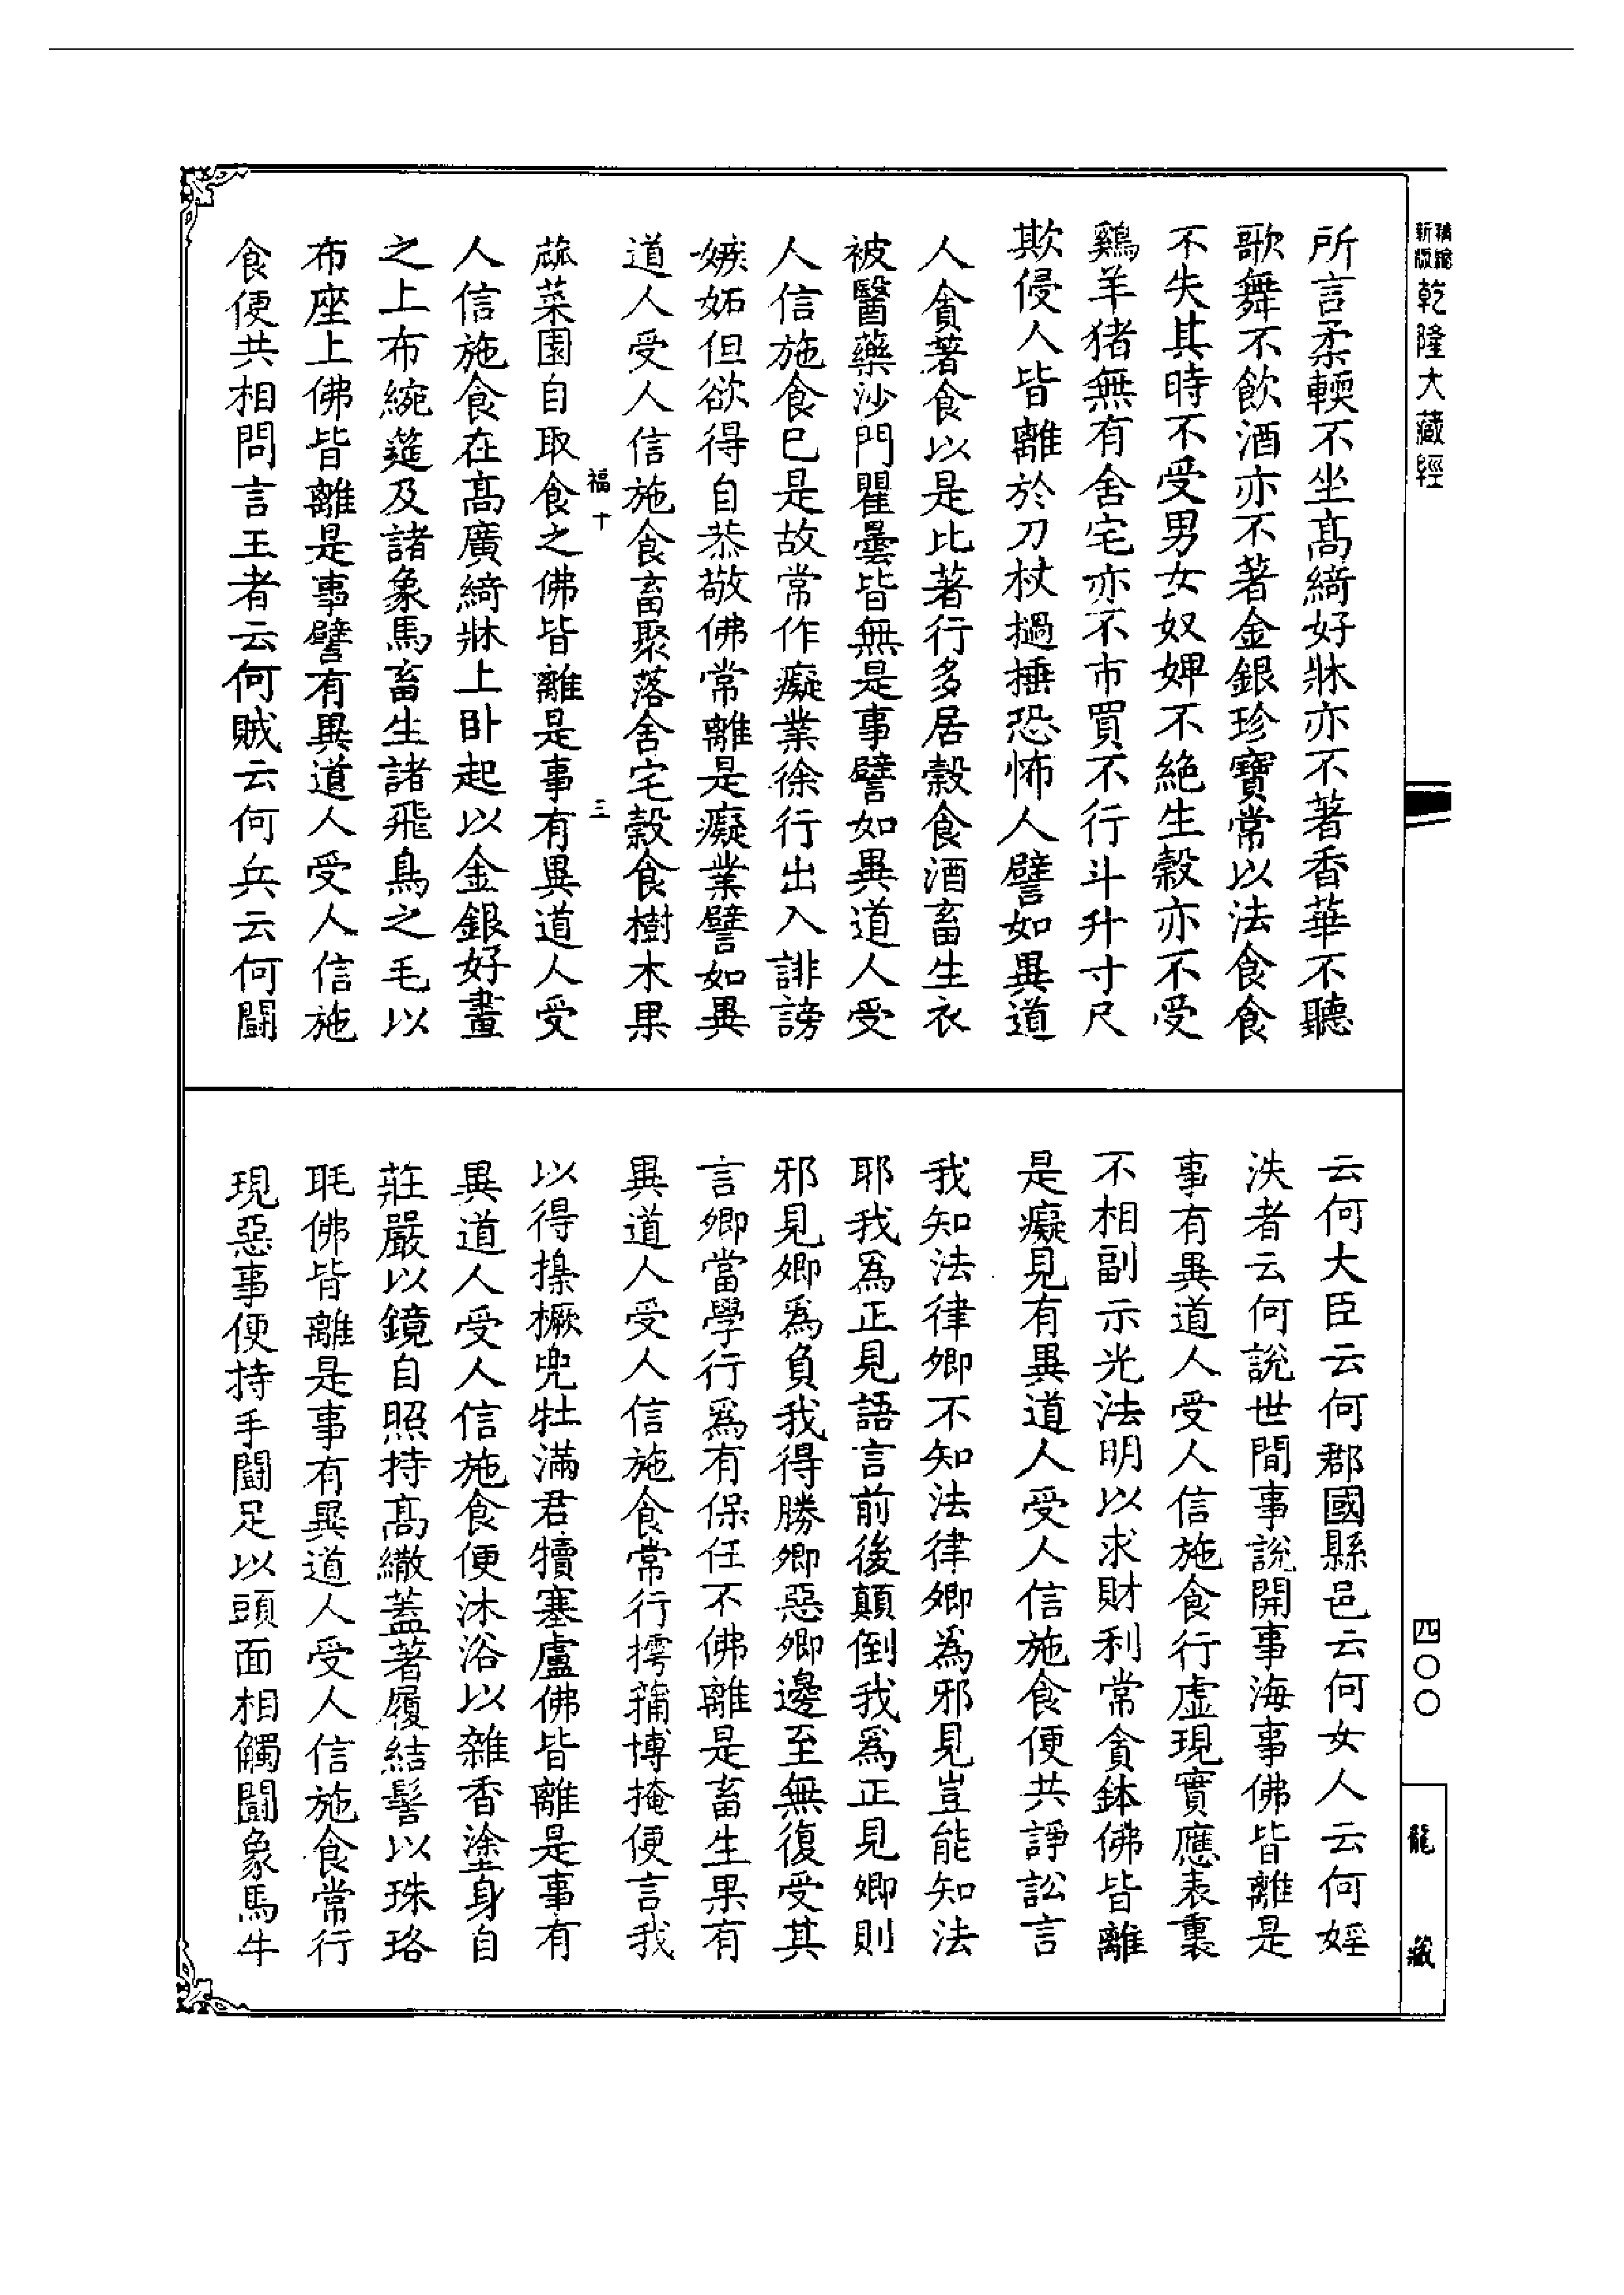 新編縮版乾隆大藏經
所言柔輭不坐高綺好牀亦不著香華不聽
歌舞不飲酒亦不著金銀珍寶常以法食食
不失其時不受男女奴婢不絶生榖亦不受
鷄羊猪無有舍宅亦不市買不行斗升寸尺
欺侵人皆離於刀杖撾捶恐怖人譬如異道
人貪著食以是比著行多居榖食酒畜生衣
被醫藥沙門瞿曇皆無是事譬如異道人受
人信施食已是故常作癡業徐行出入誹謗
嫉妬但欲得自恭敬佛常離是癡業譬如異
道人受人信施食畜聚落舍宅榖食樹木果
福十 三
蔬菜園自取食之佛皆離是事有異道人受
人信施食在高廣綺牀上卧起以金銀好畫
之上布綩莚及諸象馬畜生諸飛鳥之毛以
布座上佛皆離是事譬有異道人受人信施
食便共相問言王者云何賊云何兵云何鬪
云何大臣云何郡國縣邑云何女人云何婬
泆者云何說世間事說開事海事佛皆離是
事有異道人受人信施食行虛現實應表裏
不相副示光法明以求財利常貪鉢佛皆離
是癡見有異道人受人信施食便共諍訟言
我知法律卿不知法律卿為邪見豈能知法
耶我為正見語言前後顛倒我為正見卿則
邪見卿為負我得勝卿惡卿邊至無復受其
言卿當學行為有保任不佛離是畜生果有
異道人受人信施食常行摴蒱博掩便言我
以得撡橛兜牡滿君犢塞盧佛皆離是事有
異道人受人信施食便沐浴以雜香塗身自
莊嚴以鏡自照持高繖蓋著履結髻以珠珞
毦佛皆離是事有異道人受人信施食常行
現惡事便持手鬪足以頭面相觸鬪象馬牛
四〇〇
龍藏